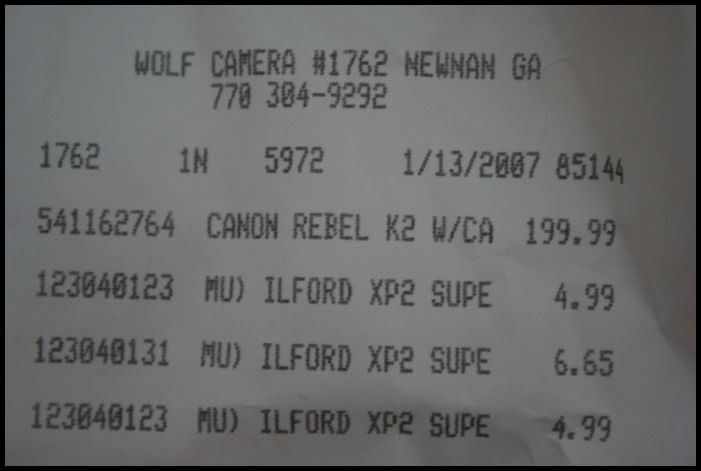 WOLF CAMERA #1762 NEWNAN GA
770 304-9292
1762 1N 5972 1/13/2007 85144
541162764 CANON REBEL K2 W/CA 199.99
123040123 MU) ILFORD XP2 SUPE 4.99
123040131 MU) ILFORD XP2 SUPE 6.65
123040123 MU) ILFORD XP2 SUPE 4.99